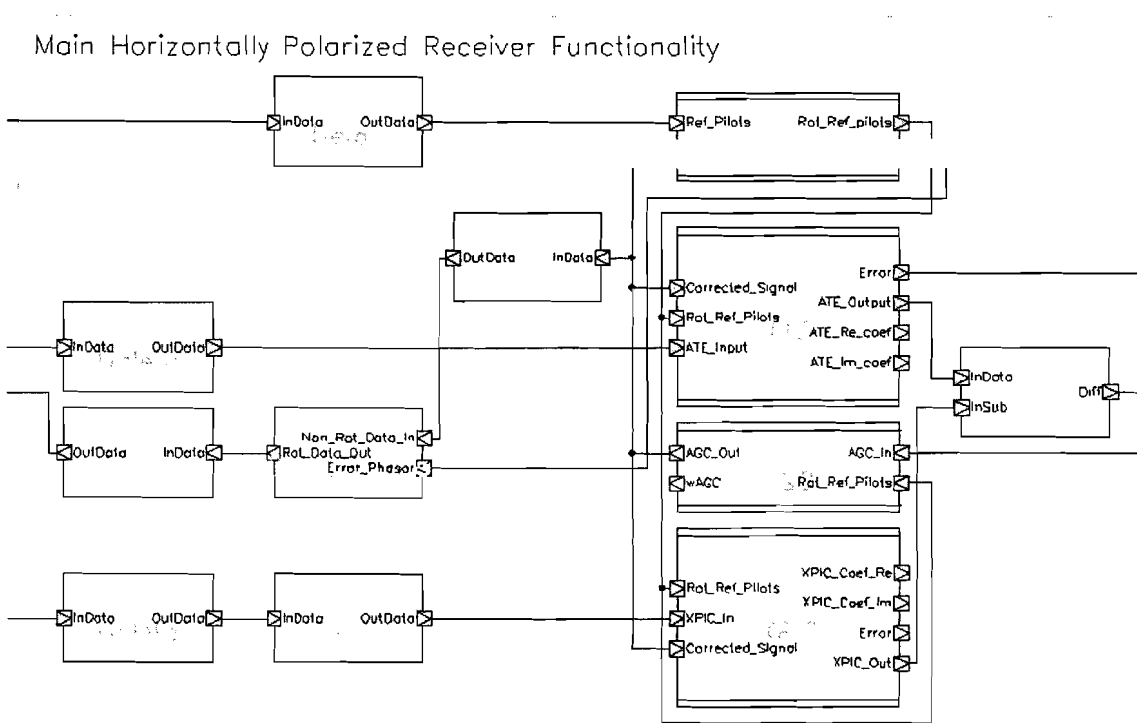 Main Horizontally Polarized Receiver Functionality
InData OutData
Ref_Pilots Rot_Ref_pilots
OutData InData
Corrected_Signal
Rot_Ref_Pilots
ATE_Input
Error
ATE_Output
ATE_Re_coef
ATE_Im_coef
InData OutData
InData
InSub
Diff
OutData InData
Non_Rot_Data_In
Rot_Data_Out
Error_Phasor
AGC_Out AGC_In
wAGC Rot_Ref_Pilots
InData OutData
InData OutData
Rot_Ref_Pilots
XPIC_In
Corrected_Signal
XPIC_Coef_Re
XPIC_Coef_Im
Error
XPIC_Out